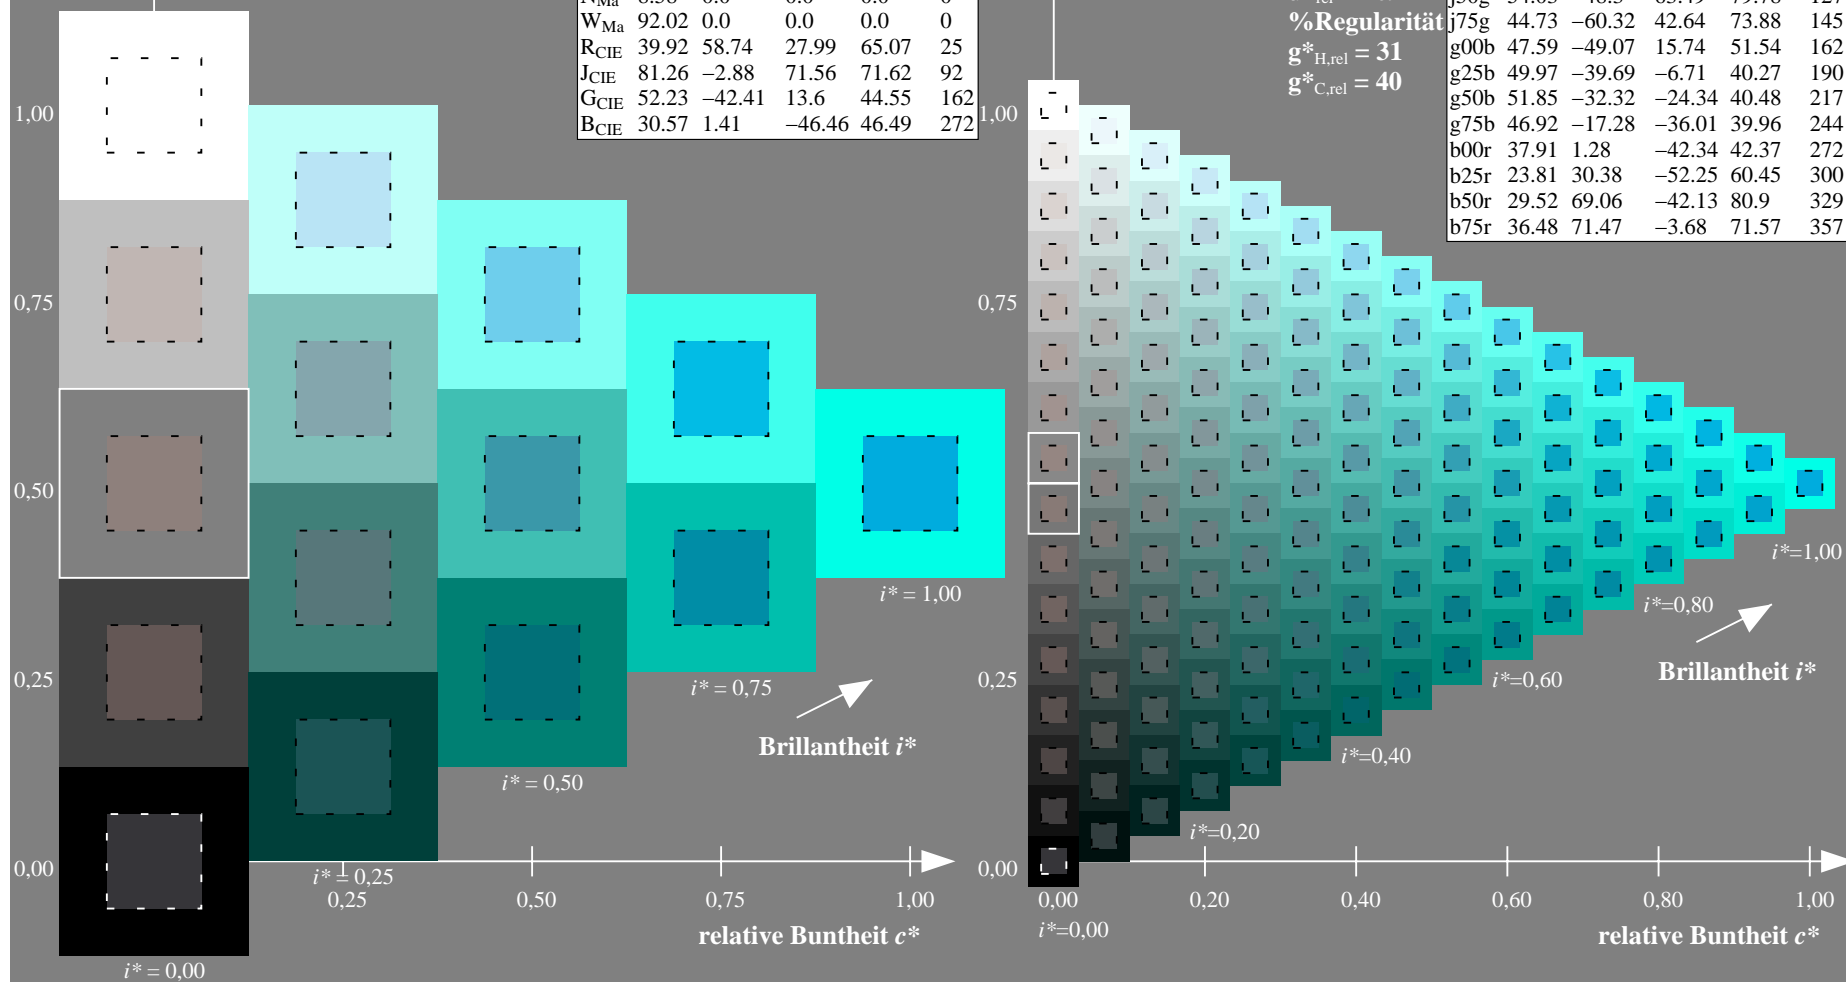 W_Ma 92.02 0.0 0.0 0.0 0
R_CIE 39.92 58.74 27.99 65.07 25
J_CIE 81.26 −2.88 71.56 71.62 92
G_CIE 52.23 −42.41 13.6 44.55 162
B_CIE 30.57 1.41 −46.46 46.49 272
1,00
0,75
0,50
0,25
0,00
i* = 1,00
i* = 0,75
i* = 0,50
i* = 0,25
i* = 0,00
Brillantheit i*
0,25 0,50 0,75 1,00
relative Buntheit c*
%Regularität
g*_H,rel = 31
g*_C,rel = 40
j75g 44.73 −60.32 42.64 73.88 145
g00b 47.59 −49.07 15.74 51.54 162
g25b 49.97 −39.69 −6.71 40.27 190
g50b 51.85 −32.32 −24.34 40.48 217
g75b 46.92 −17.28 −36.01 39.96 244
b00r 37.91 1.28 −42.34 42.37 272
b25r 23.81 30.38 −52.25 60.45 300
b50r 29.52 69.06 −42.13 80.9 329
b75r 36.48 71.47 −3.68 71.57 357
1,00
0,75
0,50
0,25
0,00
i*=1,00
i*=0,80
i*=0,60
i*=0,40
i*=0,20
i*=0,00
Brillantheit i*
0,00 0,20 0,40 0,60 0,80 1,00
relative Buntheit c*